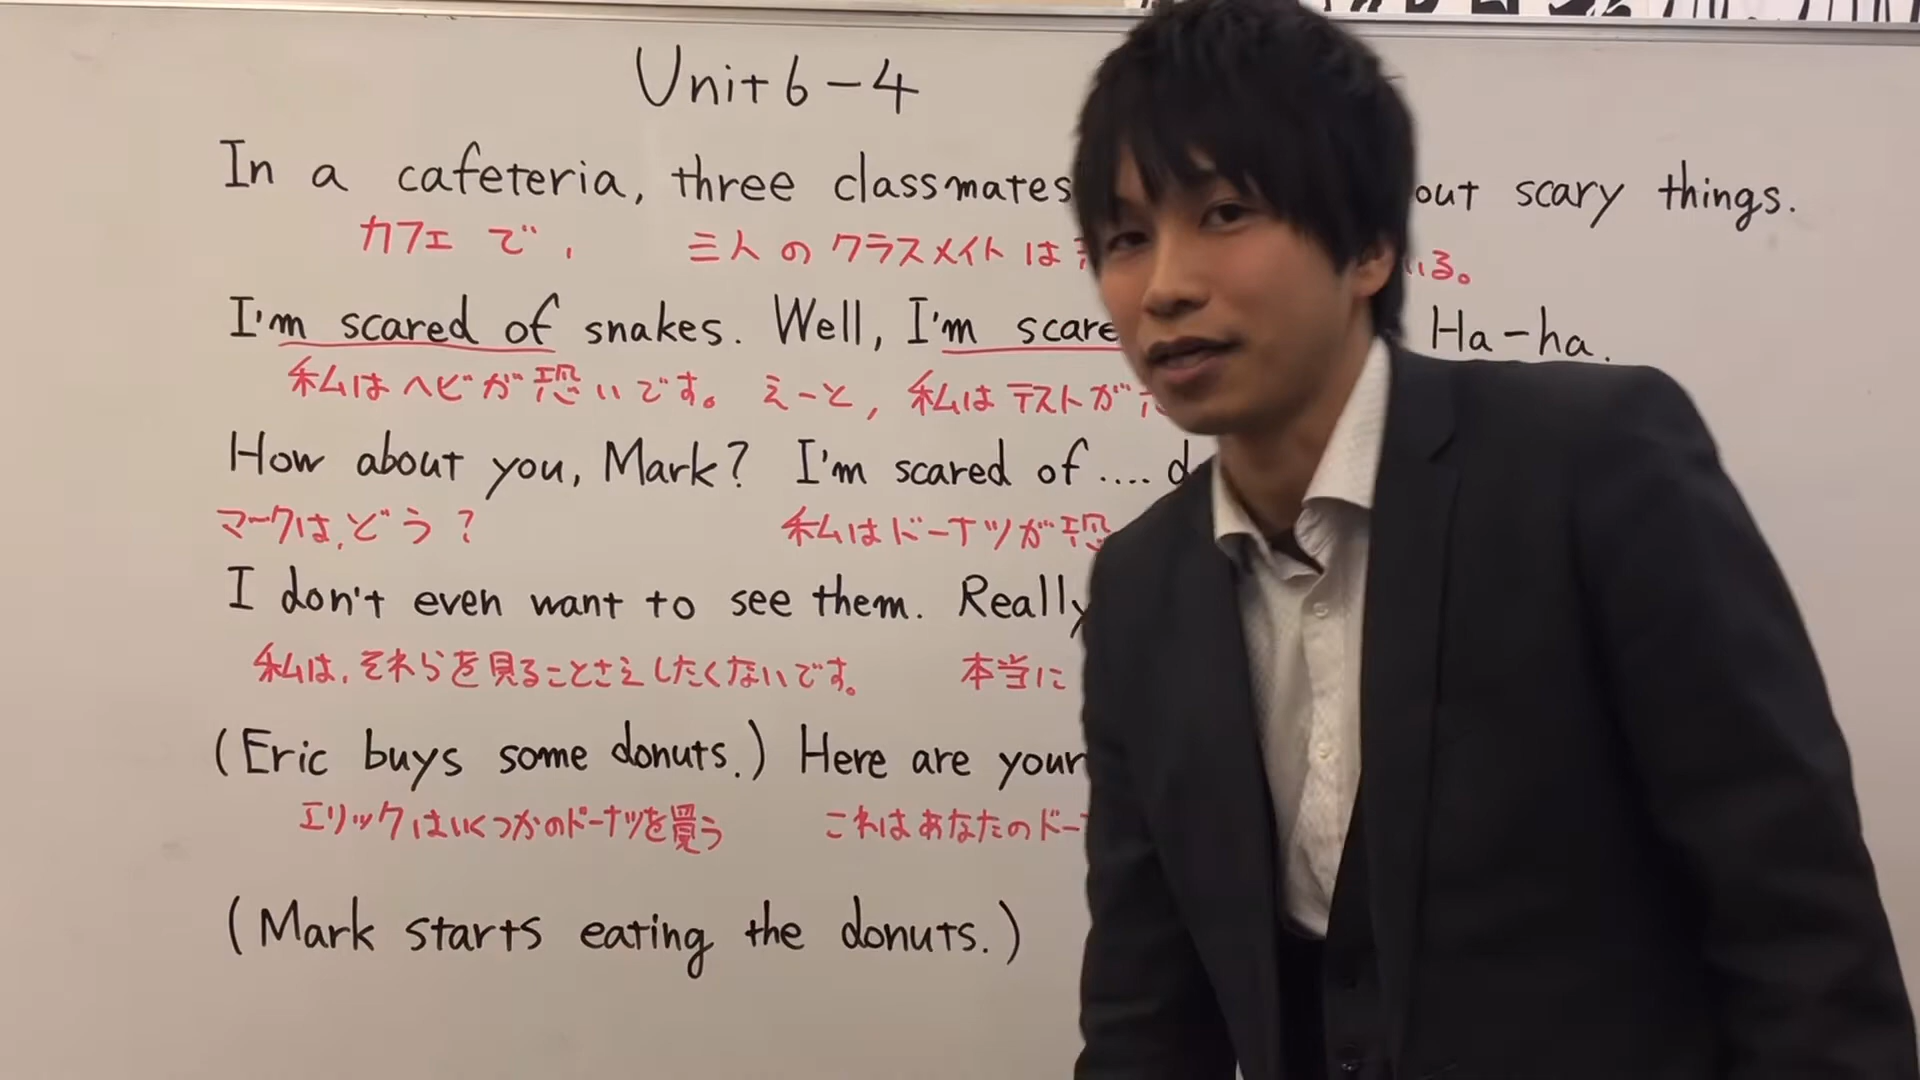 Unit 6-4
In a cafeteria, three classmates out scary things.
カフェで, 三人のクラスメイトは いる。
I'm scared of snakes. Well, I'm scare Ha-ha.
私はヘビが恐いです。 えーと, 私はテストが
How about you, Mark? I'm scared of .... d
マークは,どう? 私はドーナツが恐
I don't even want to see them. Really
私は,それらを見ることさえしたくないです。 本当に
(Eric buys some donuts.) Here are your
エリックはいくつかのドーナツを買う これはあなたのドー
(Mark starts eating the donuts.)